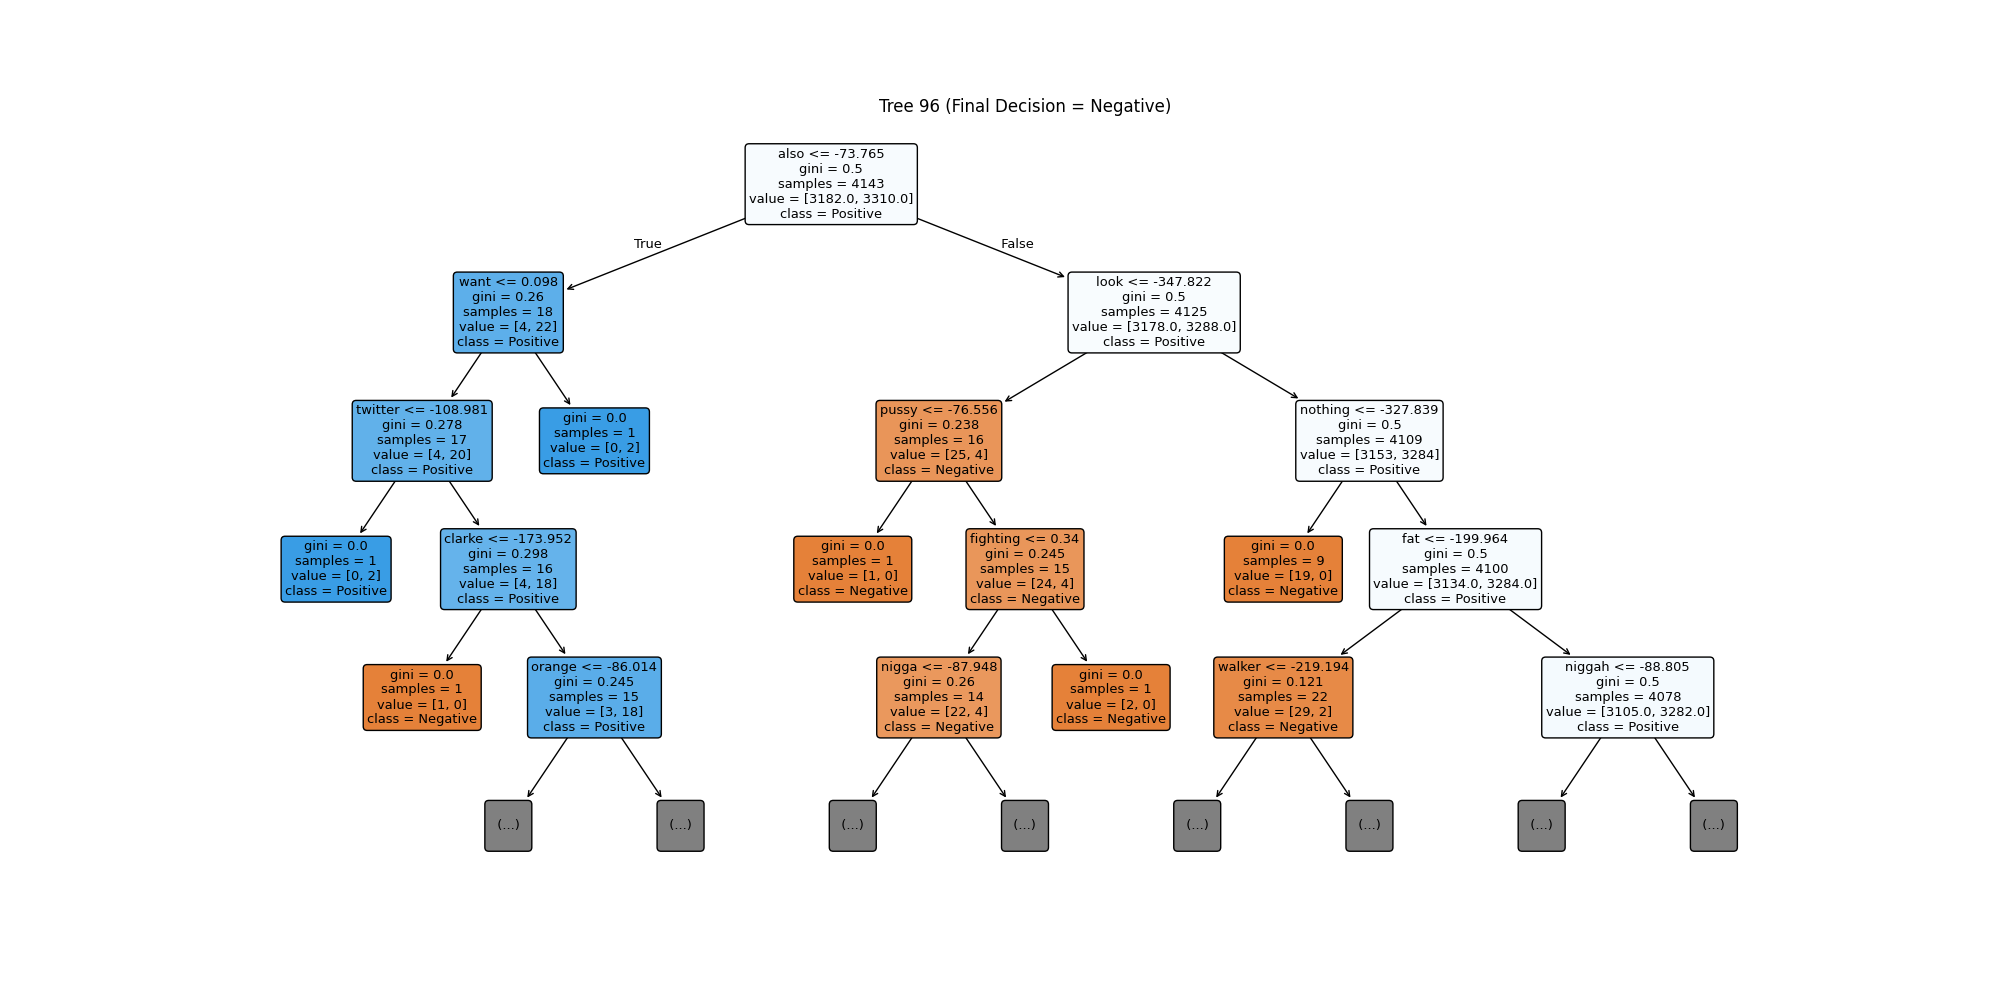 Tree 96 (Final Decision = Negative)
also <= -73.765
gini = 0.5
samples = 4143
value = [3182.0, 3310.0]
class = Positive
True
False
want <= 0.098
gini = 0.26
samples = 18
value = [4, 22]
class = Positive
look <= -347.822
gini = 0.5
samples = 4125
value = [3178.0, 3288.0]
class = Positive
twitter <= -108.981
gini = 0.278
samples = 17
value = [4, 20]
class = Positive
gini = 0.0
samples = 1
value = [0, 2]
class = Positive
pussy <= -76.556
gini = 0.238
samples = 16
value = [25, 4]
class = Negative
nothing <= -327.839
gini = 0.5
samples = 4109
value = [3153, 3284]
class = Positive
gini = 0.0
samples = 1
value = [0, 2]
class = Positive
clarke <= -173.952
gini = 0.298
samples = 16
value = [4, 18]
class = Positive
gini = 0.0
samples = 1
value = [1, 0]
class = Negative
fighting <= 0.34
gini = 0.245
samples = 15
value = [24, 4]
class = Negative
gini = 0.0
samples = 9
value = [19, 0]
class = Negative
fat <= -199.964
gini = 0.5
samples = 4100
value = [3134.0, 3284.0]
class = Positive
gini = 0.0
samples = 1
value = [1, 0]
class = Negative
orange <= -86.014
gini = 0.245
samples = 15
value = [3, 18]
class = Positive
nigga <= -87.948
gini = 0.26
samples = 14
value = [22, 4]
class = Negative
gini = 0.0
samples = 1
value = [2, 0]
class = Negative
walker <= -219.194
gini = 0.121
samples = 22
value = [29, 2]
class = Negative
niggah <= -88.805
gini = 0.5
samples = 4078
value = [3105.0, 3282.0]
class = Positive
(...)
(...)
(...)
(...)
(...)
(...)
(...)
(...)